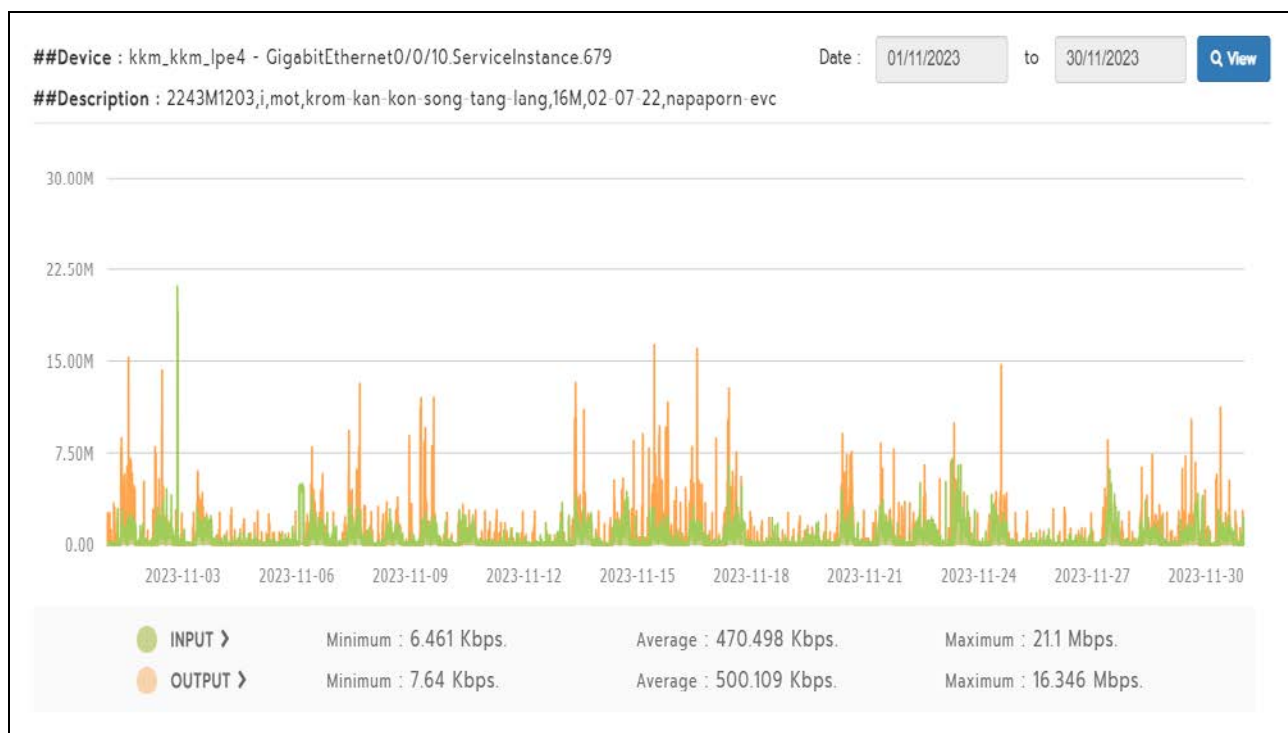 ##Device : kkm_kkm_lpe4 - GigabitEthernet0/0/10.ServiceInstance.679 Date : 01/11/2023 to 30/11/2023 View
##Description : 2243M1203,i,mot,krom-kan-kon-song-tang-lang,16M,02-07-22,napaporn-evc
30.00M
22.50M
15.00M
7.50M
0.00
2023-11-03 2023-11-06 2023-11-09 2023-11-12 2023-11-15 2023-11-18 2023-11-21 2023-11-24 2023-11-27 2023-11-30
INPUT ❯ Minimum : 6.461 Kbps. Average : 470.498 Kbps. Maximum : 21.1 Mbps.
OUTPUT ❯ Minimum : 7.64 Kbps. Average : 500.109 Kbps. Maximum : 16.346 Mbps.